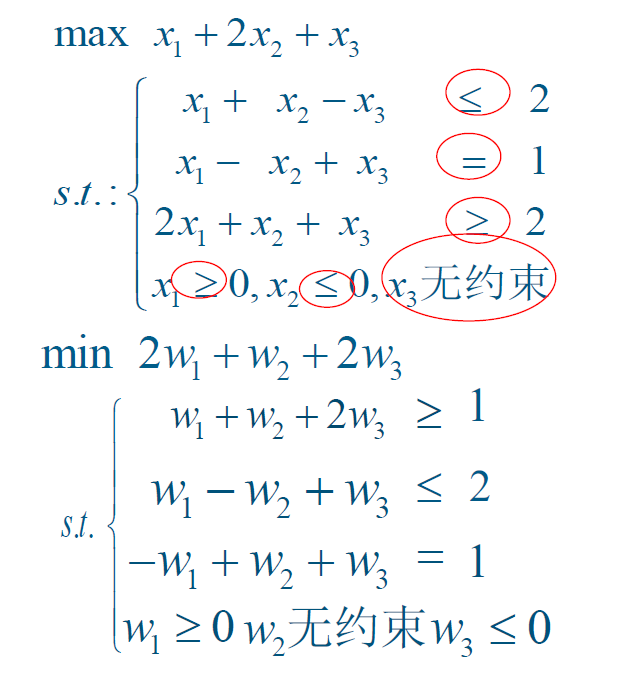 max x₁ + 2x₂ + x₃
x₁ + x₂ − x₃ ≤ 2
x₁ − x₂ + x₃ = 1
s.t.:
2x₁ + x₂ + x₃ ≥ 2
x₁ ≥ 0, x₂ ≤ 0, x₃无约束
min 2w₁ + w₂ + 2w₃
w₁ + w₂ + 2w₃ ≥ 1
w₁ − w₂ + w₃ ≤ 2
s.t.
−w₁ + w₂ + w₃ = 1
w₁ ≥ 0 w₂无约束w₃ ≤ 0